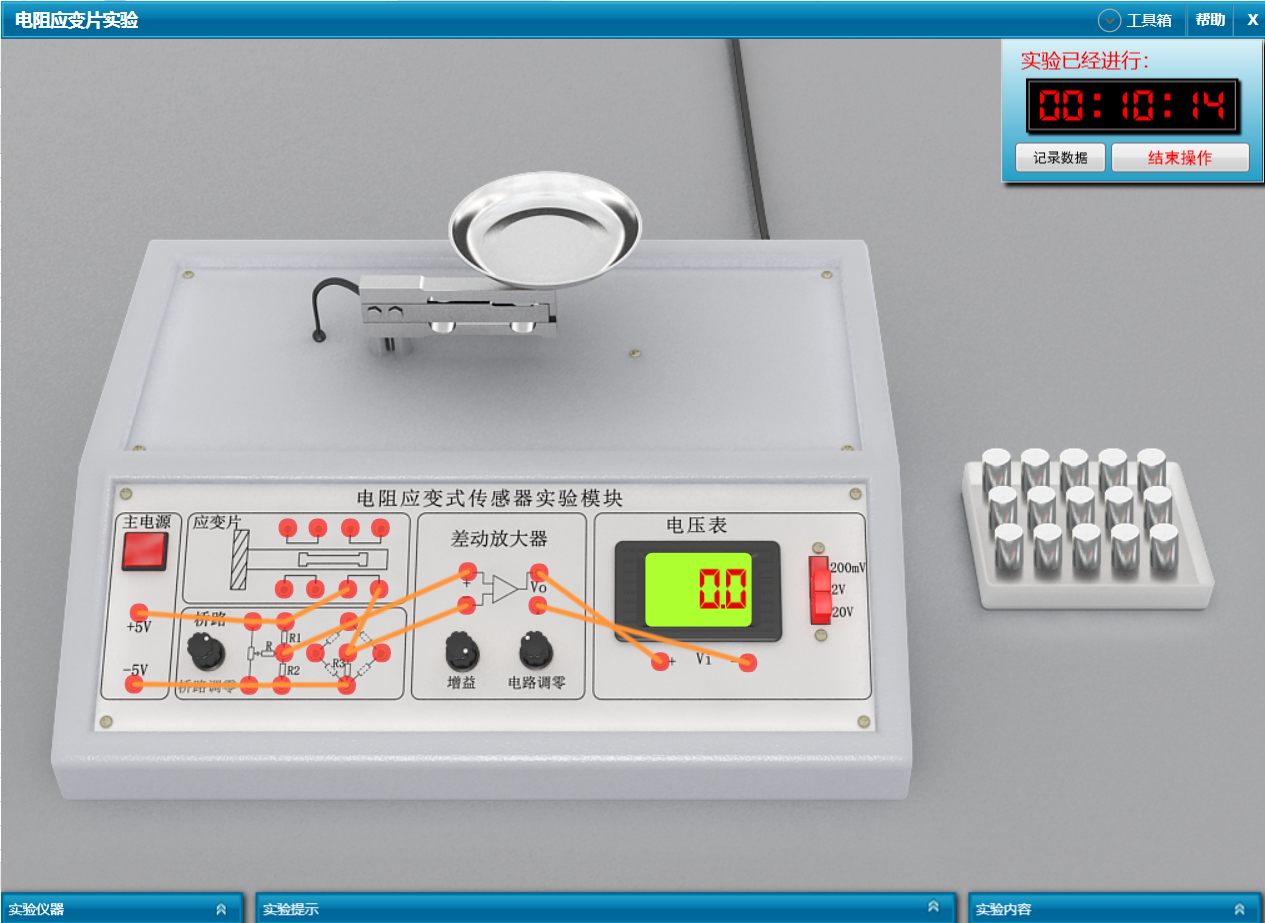 电阻应变片实验
工具箱 帮助 X
实验已经进行:
00:10:14
记录数据 结束操作
电阻应变式传感器实验模块
主电源
应变片
差动放大器
电压表
0.0
200mV
2V
20V
+
Vo
-
+5V
桥路
R1
R
R3
R2
-5V
桥路调零
增益
电路调零
+ Vi -
实验仪器
实验提示
实验内容